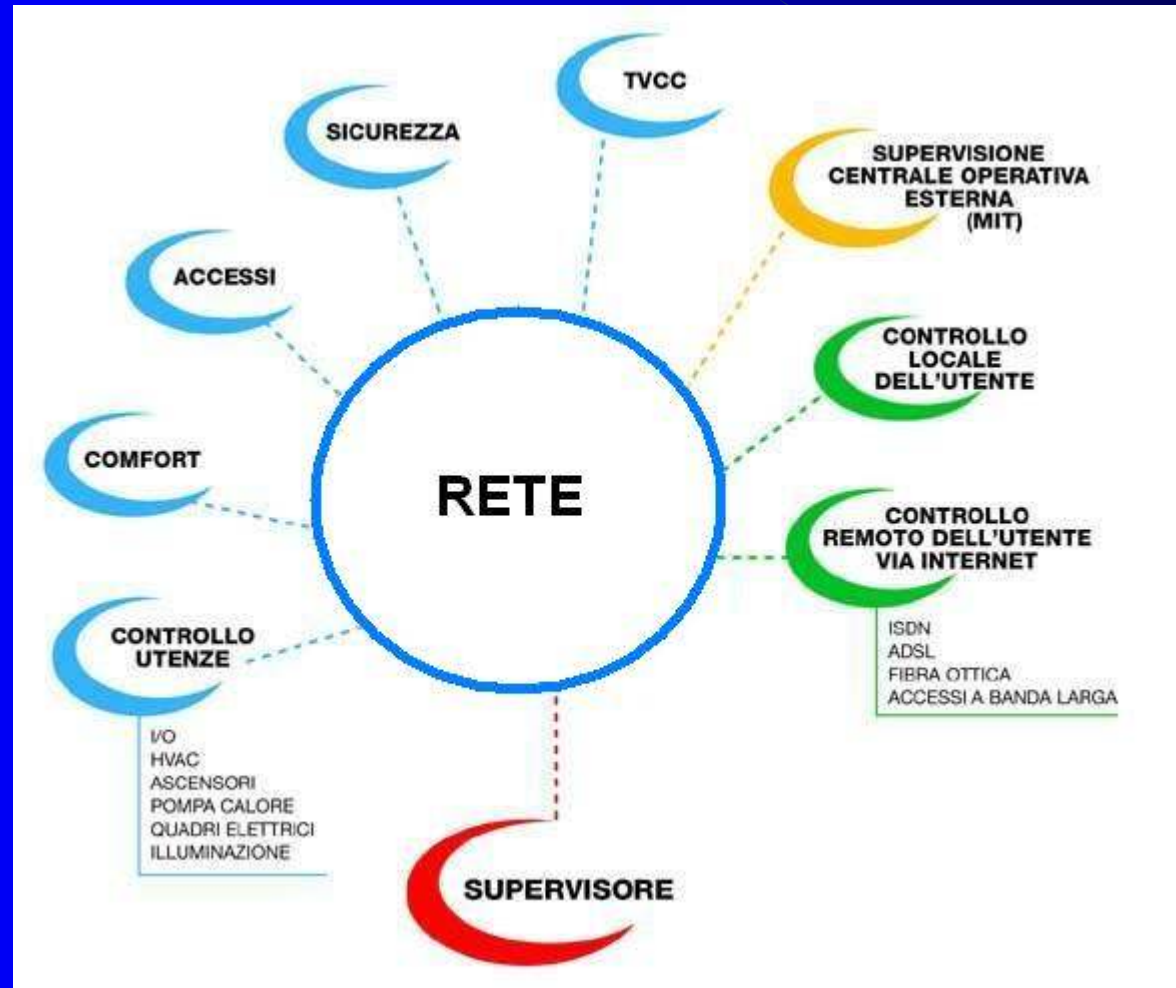 TVCC
SICUREZZA
SUPERVISIONE
CENTRALE OPERATIVA
ESTERNA
(MIT)
ACCESSI
CONTROLLO
LOCALE
DELL'UTENTE
COMFORT
RETE
CONTROLLO
REMOTO DELL'UTENTE
VIA INTERNET
ISDN
ADSL
FIBRA OTTICA
ACCESSI A BANDA LARGA
CONTROLLO
UTENZE
I/O
HVAC
ASCENSORI
POMPA CALORE
QUADRI ELETTRICI
ILLUMINAZIONE
SUPERVISORE